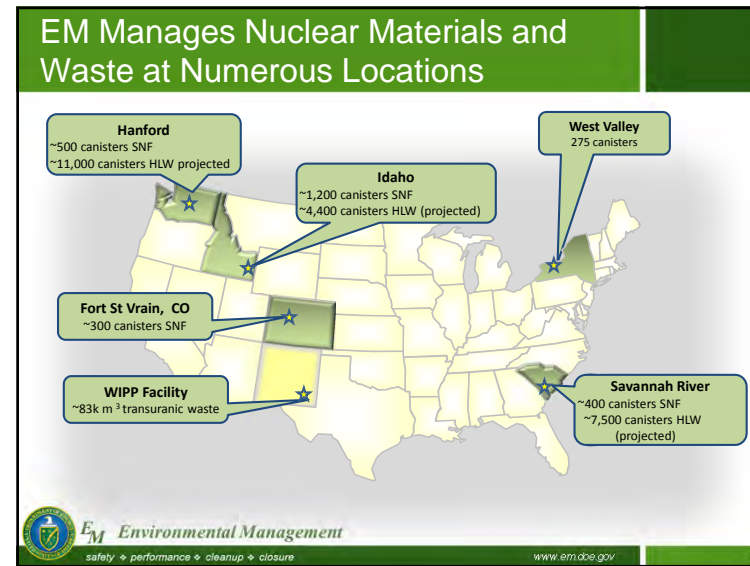 EM Manages Nuclear Materials and
Waste at Numerous Locations
Hanford
~500 canisters SNF
~11,000 canisters HLW projected
West Valley
275 canisters
Idaho
~1,200 canisters SNF
~4,400 canisters HLW (projected)
Fort St Vrain, CO
~300 canisters SNF
WIPP Facility
~83k m ³ transuranic waste
Savannah River
~400 canisters SNF
~7,500 canisters HLW
(projected)
EM Environmental Management
safety ❖ performance ❖ cleanup ❖ closure
www.em.doe.gov